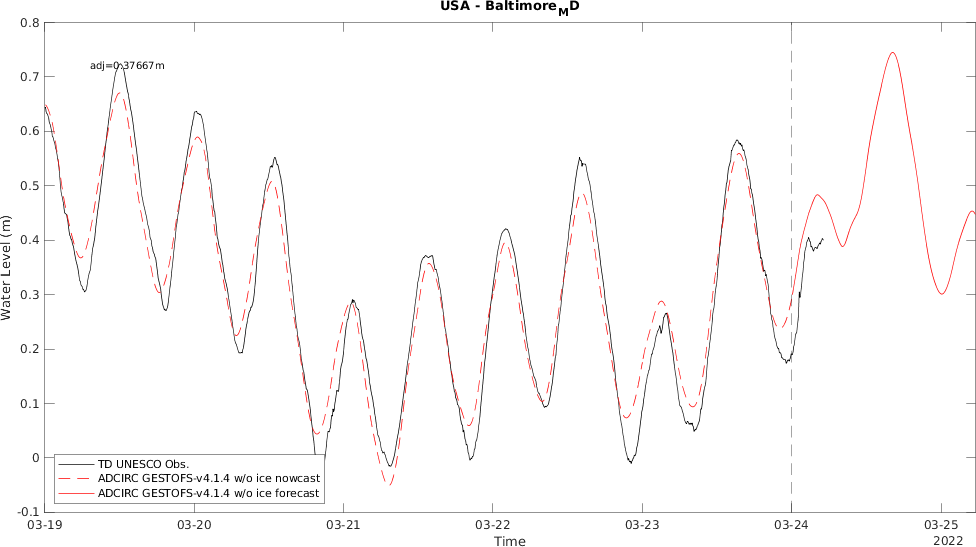 USA - Baltimore_MD
0.8
adj=0.37667m
0.7
0.6
0.5
0.4
0.3
0.2
0.1
0
-0.1
Water Level (m)
TD UNESCO Obs.
ADCIRC GESTOFS-v4.1.4 w/o ice nowcast
ADCIRC GESTOFS-v4.1.4 w/o ice forecast
03-19 03-20 03-21 03-22 03-23 03-24 03-25
Time 2022